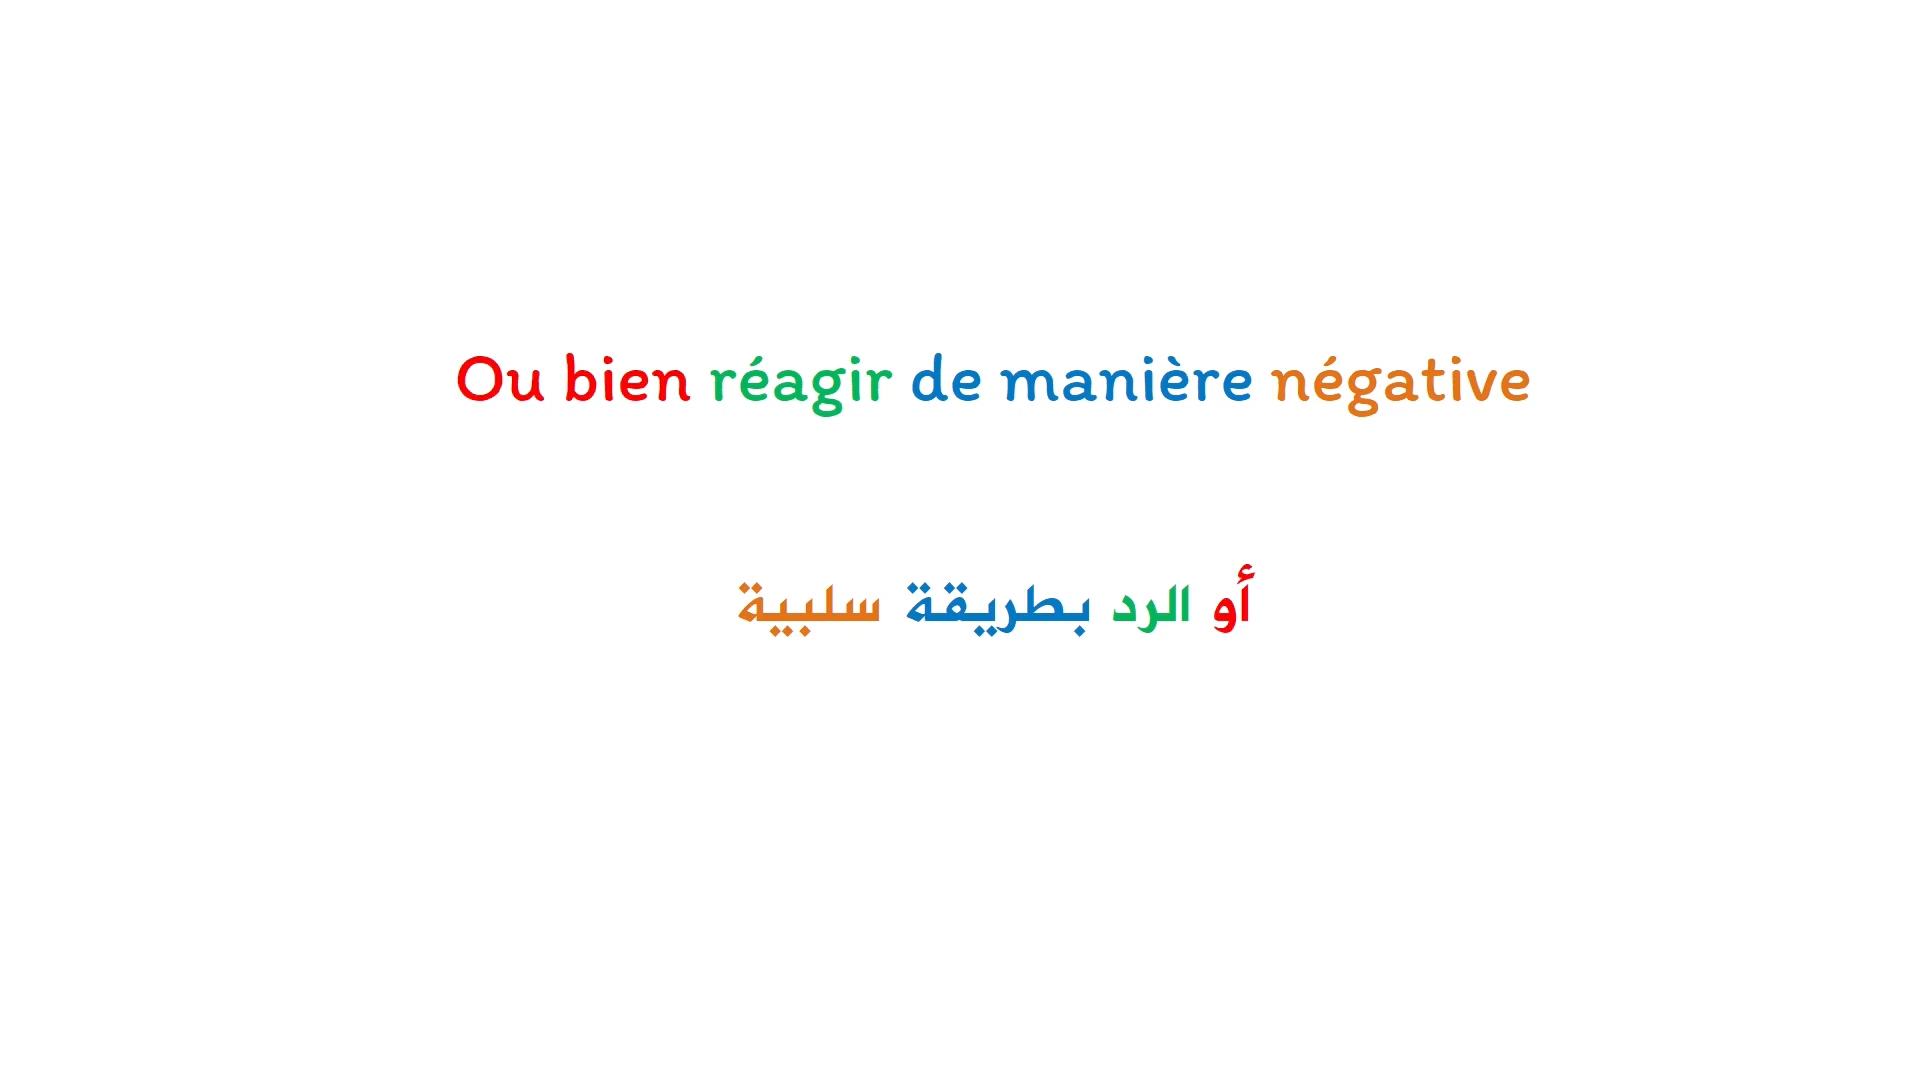 Ou bien réagir de manière négative
أو الرد بطريقة سلبية